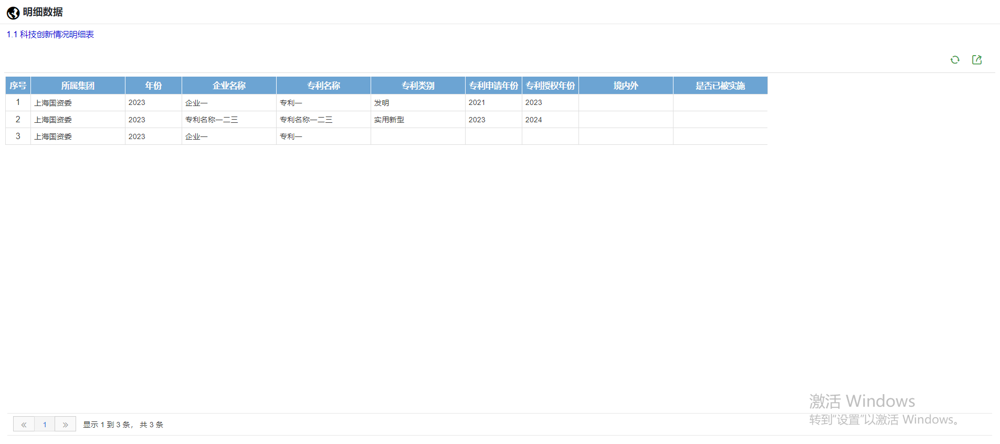 明细数据
1.1 科技创新情况明细表
序号 所属集团 年份 企业名称 专利名称 专利类别 专利申请年份 专利授权年份 境内外 是否已被实施
1 上海国资委 2023 企业一 专利一 发明 2021 2023
2 上海国资委 2023 专利名称一二三 专利名称一二三 实用新型 2023 2024
3 上海国资委 2023 企业一 专利一
激活 Windows
转到“设置”以激活 Windows。
« 1 » 显示 1 到 3 条， 共 3 条